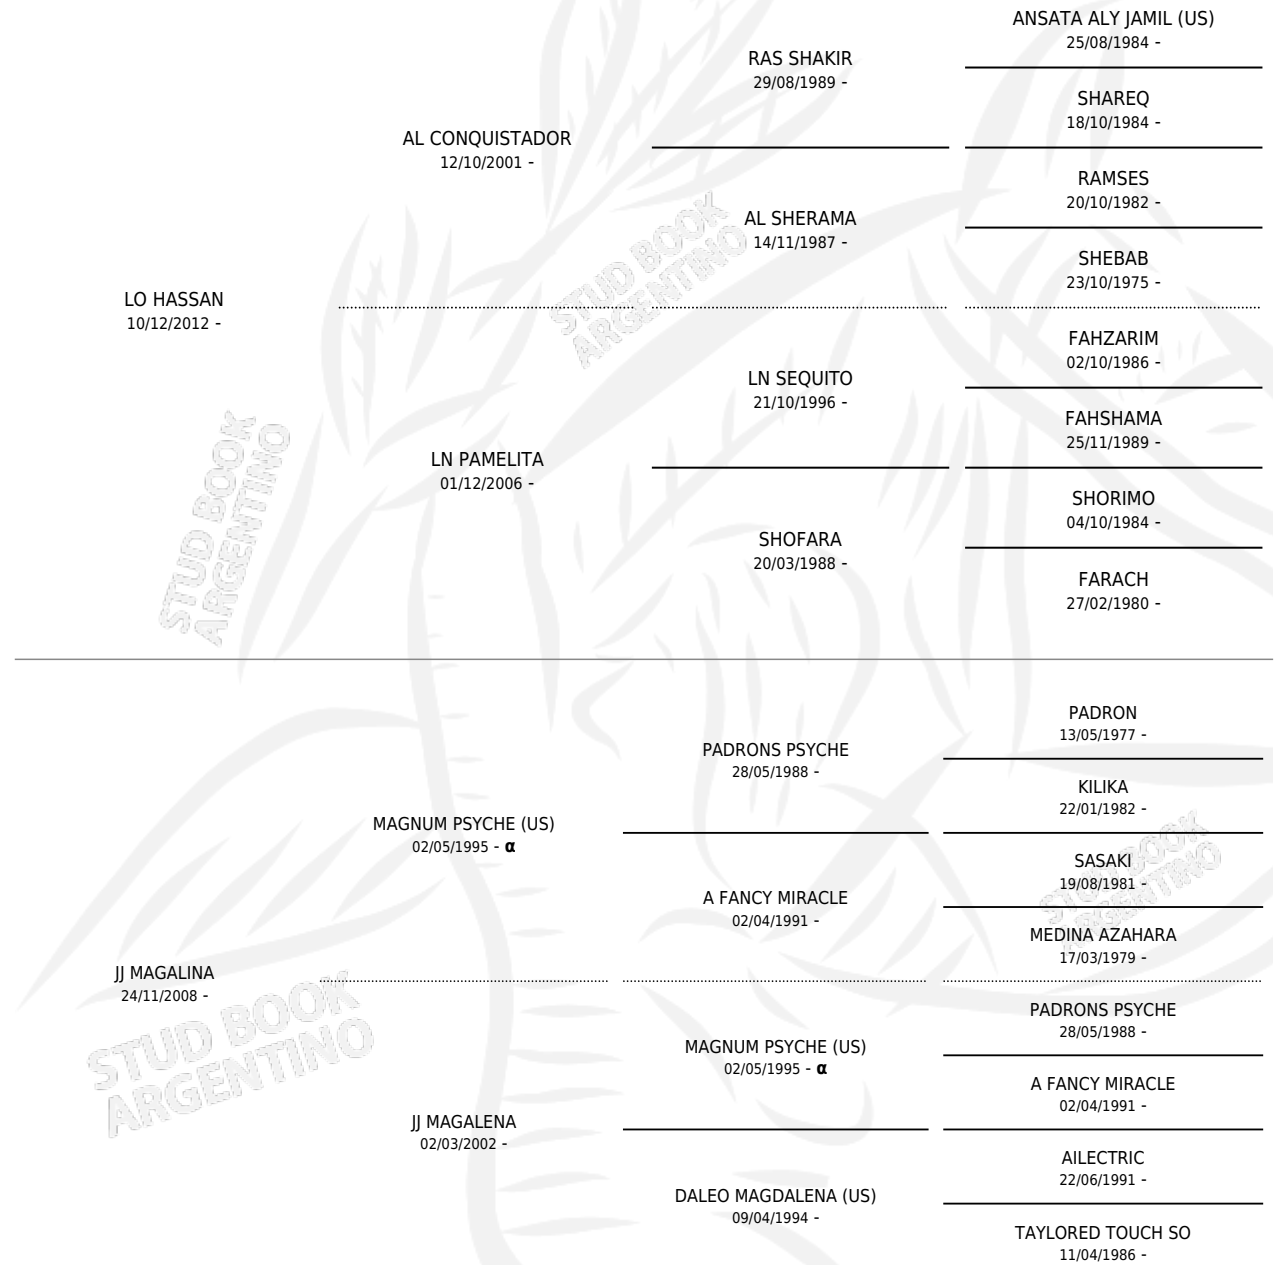 ANSATA ALY JAMIL (US)
25/08/1984 -
RAS SHAKIR
29/08/1989 -
SHAREQ
18/10/1984 -
AL CONQUISTADOR
12/10/2001 -
RAMSES
20/10/1982 -
AL SHERAMA
14/11/1987 -
SHEBAB
23/10/1975 -
LO HASSAN
10/12/2012 -
FAHZARIM
02/10/1986 -
LN SEQUITO
21/10/1996 -
FAHSHAMA
25/11/1989 -
LN PAMELITA
01/12/2006 -
SHORIMO
04/10/1984 -
SHOFARA
20/03/1988 -
FARACH
27/02/1980 -
PADRON
13/05/1977 -
PADRONS PSYCHE
28/05/1988 -
KILIKA
22/01/1982 -
MAGNUM PSYCHE (US)
02/05/1995 - α
SASAKI
19/08/1981 -
A FANCY MIRACLE
02/04/1991 -
MEDINA AZAHARA
17/03/1979 -
JJ MAGALINA
24/11/2008 -
PADRONS PSYCHE
28/05/1988 -
MAGNUM PSYCHE (US)
02/05/1995 - α
A FANCY MIRACLE
02/04/1991 -
JJ MAGALENA
02/03/2002 -
AILECTRIC
22/06/1991 -
DALEO MAGDALENA (US)
09/04/1994 -
TAYLORED TOUCH SO
11/04/1986 -
STUD BOOK
ARGENTINO
STUD BOOK
ARGENTINO
STUD BOOK
ARGENTINO
STUD BOOK
ARGENTINO